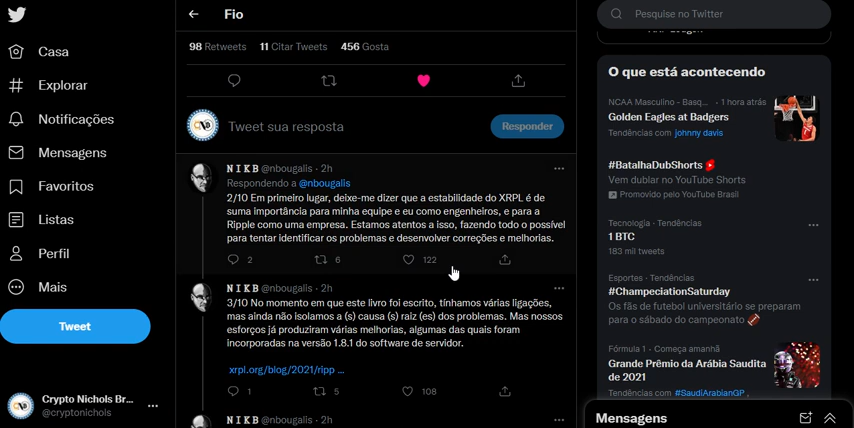 Casa
Explorar
Notificações
Mensagens
Favoritos
Listas
Perfil
Mais
Tweet
Crypto Nichols Br...
@cryptonichols
Fio
98 Retweets 11 Citar Tweets 456 Gosta
Tweet sua resposta
Responder
N I K B @nbougalis · 2h
Respondendo a @nbougalis
2/10 Em primeiro lugar, deixe-me dizer que a estabilidade do XRPL é de
suma importância para minha equipe e eu como engenheiros, e para a
Ripple como uma empresa. Estamos atentos a isso, fazendo todo o possível
para tentar identificar os problemas e desenvolver correções e melhorias.
2 6 122
N I K B @nbougalis · 2h
3/10 No momento em que este livro foi escrito, tínhamos várias ligações,
mas ainda não isolamos a (s) causa (s) raiz (es) dos problemas. Mas nossos
esforços já produziram várias melhorias, algumas das quais foram
incorporadas na versão 1.8.1 do software de servidor.
xrpl.org/blog/2021/ripp ...
1 5 108
N I K B @nbougalis · 2h
Pesquise no Twitter
O que está acontecendo
NCAA Masculino - Basq... · 1 hora atrás
Golden Eagles at Badgers
Tendências com johnny davis
#BatalhaDubShorts
Vem dublar no YouTube Shorts
Promovido pelo YouTube Brasil
Tecnologia · Tendências
1 BTC
183 mil tweets
Esportes · Tendências
#ChampeciationSaturday
Os fãs de futebol universitário se preparam
para o sábado do campeonato
Fórmula 1 - Começa amanhã
Grande Prêmio da Arábia Saudita
de 2021
Tendências com #SaudiArabianGP,
Mensagens